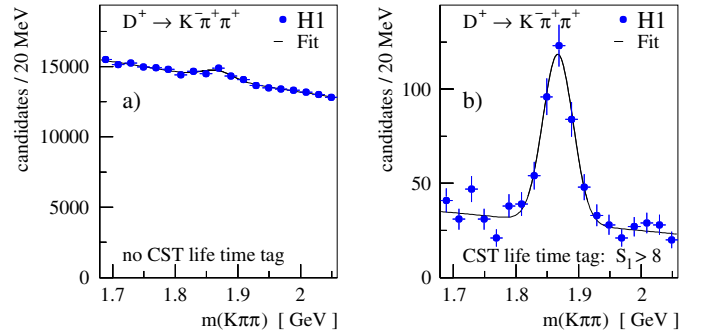 D⁺ → K⁻π⁺π⁺
H1
Fit
candidates / 20 MeV
15000
10000
5000
0
a)
no CST life time tag
1.7 1.8 1.9 2
m(Kππ) [ GeV ]
D⁺ → K⁻π⁺π⁺
H1
Fit
candidates / 20 MeV
100
50
0
b)
CST life time tag: S_l > 8
1.7 1.8 1.9 2
m(Kππ) [ GeV ]